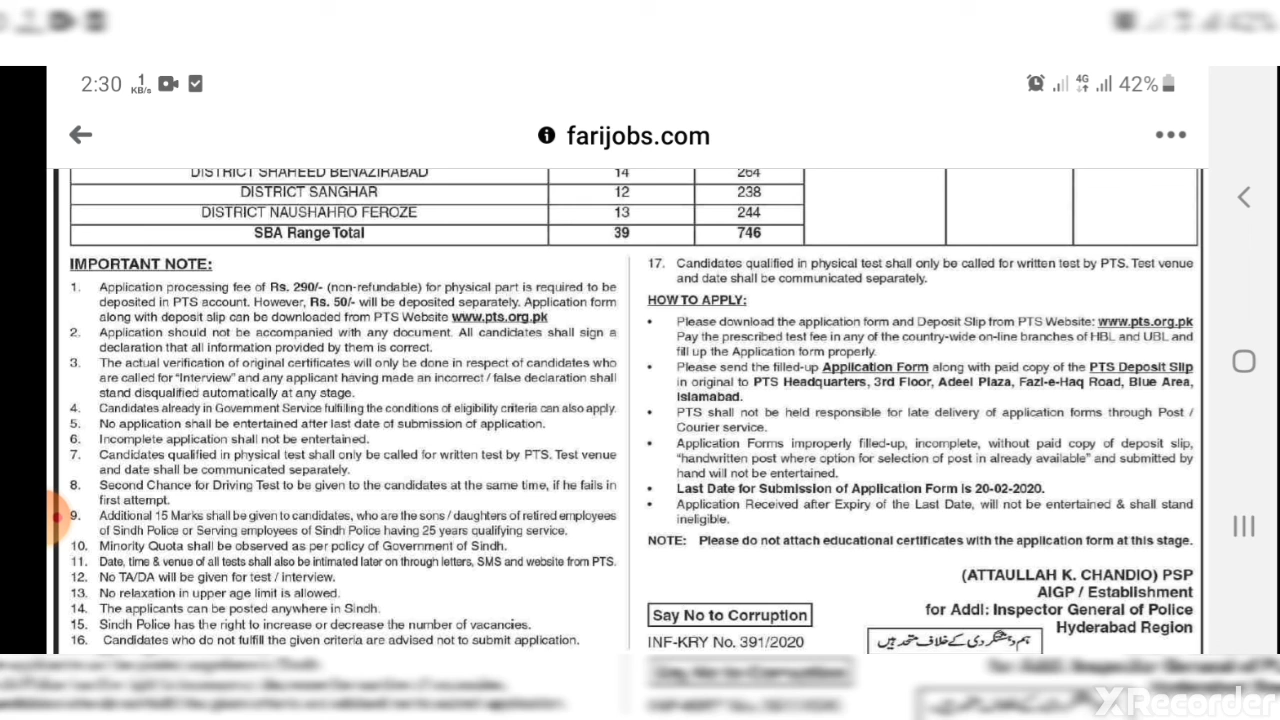 2:30 1 KB/s 4G 42%
farijobs.com
DISTRICT SHAHEED BENAZIRABAD 14 264
DISTRICT SANGHAR 12 238
DISTRICT NAUSHAHRO FEROZE 13 244
SBA Range Total 39 746
IMPORTANT NOTE:
1. Application processing fee of Rs. 290/- (non-refundable) for physical part is required to be
deposited in PTS account. However, Rs. 50/- will be deposited separately. Application form
along with deposit slip can be downloaded from PTS Website www.pts.org.pk
2. Application should not be accompanied with any document. All candidates shall sign a
declaration that all information provided by them is correct.
3. The actual verification of original certificates will only be done in respect of candidates who
are called for "Interview" and any applicant having made an incorrect / false declaration shall
stand disqualified automatically at any stage.
4. Candidates already in Government Service fulfilling the conditions of eligibility criteria can also apply.
5. No application shall be entertained after last date of submission of application.
6. Incomplete application shall not be entertained.
7. Candidates qualified in physical test shall only be called for written test by PTS. Test venue
and date shall be communicated separately.
8. Second Chance for Driving Test to be given to the candidates at the same time, if he fails in
first attempt.
9. Additional 15 Marks shall be given to candidates, who are the sons / daughters of retired employees
of Sindh Police or Serving employees of Sindh Police having 25 years qualifying service.
10. Minority Quota shall be observed as per policy of Government of Sindh.
11. Date, time & venue of all tests shall also be intimated later on through letters, SMS and website from PTS.
12. No TA/DA will be given for test / interview.
13. No relaxation in upper age limit is allowed.
14. The applicants can be posted anywhere in Sindh.
15. Sindh Police has the right to increase or decrease the number of vacancies.
16. Candidates who do not fulfill the given criteria are advised not to submit application.
17. Candidates qualified in physical test shall only be called for written test by PTS. Test venue
and date shall be communicated separately.
HOW TO APPLY:
• Please download the application form and Deposit Slip from PTS Website: www.pts.org.pk
Pay the prescribed test fee in any of the country-wide on-line branches of HBL and UBL and
fill up the Application form properly.
• Please send the filled-up Application Form along with paid copy of the PTS Deposit Slip
in original to PTS Headquarters, 3rd Floor, Adeel Plaza, Fazl-e-Haq Road, Blue Area,
Islamabad.
• PTS shall not be held responsible for late delivery of application forms through Post /
Courier service.
• Application Forms improperly filled-up, incomplete, without paid copy of deposit slip,
"handwritten post where option for selection of post in already available" and submitted by
hand will not be entertained.
• Last Date for Submission of Application Form is 20-02-2020.
• Application Received after Expiry of the Last Date, will not be entertained & shall stand
ineligible.
NOTE: Please do not attach educational certificates with the application form at this stage.
(ATTAULLAH K. CHANDIO) PSP
AIGP / Establishment
for Addl: Inspector General of Police
Hyderabad Region
Say No to Corruption
INF-KRY No. 391/2020
ہم دہشتگردی کے خلاف متحد ہیں
XRecorder